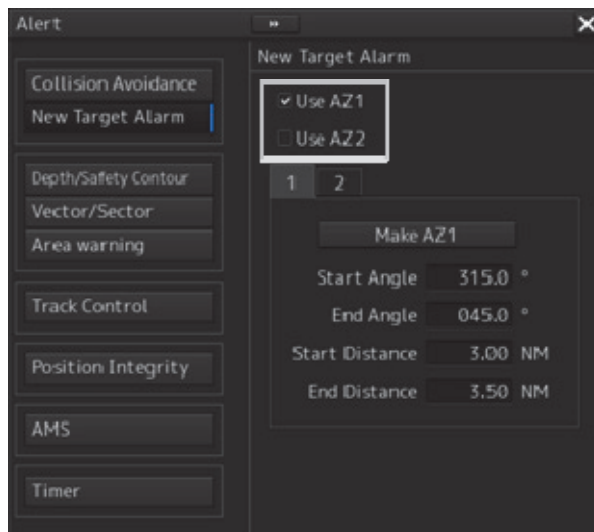 Alert
New Target Alarm
Collision Avoidance
New Target Alarm
Depth/Safety Contour
Vector/Sector
Area warning
Track Control
Position Integrity
AMS
Timer
Use AZ1
Use AZ2
1 2
Make AZ1
Start Angle 315.0 °
End Angle 045.0 °
Start Distance 3.00 NM
End Distance 3.50 NM